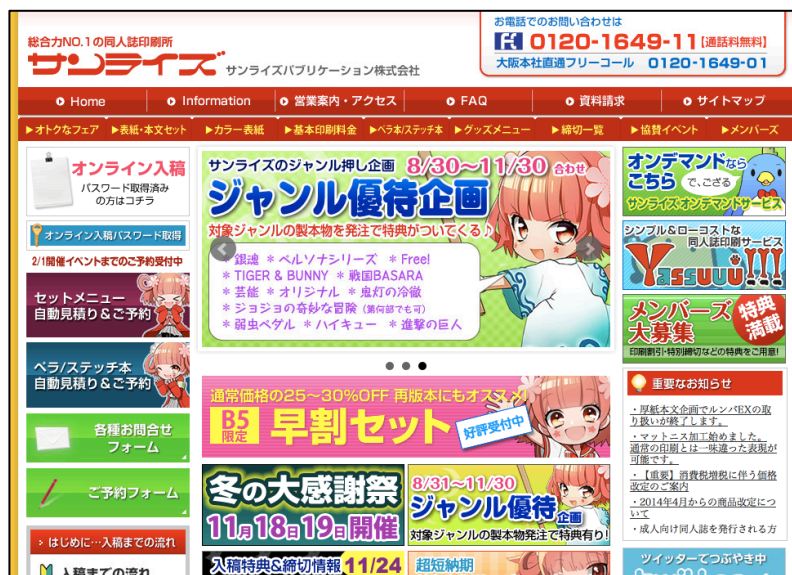 総合力NO.1の同人誌印刷所
サンライズ
サンライズパブリケーション株式会社
お電話でのお問い合わせは
0120-1649-11 [通話料無料]
大阪本社直通フリーコール 0120-1649-01
Home
Information
営業案内・アクセス
FAQ
資料請求
サイトマップ
▶オトクなフェア
▶表紙・本文セット
▶カラー表紙
▶基本印刷料金
▶ペラ本/ステッチ本
▶グッズメニュー
▶締切一覧
▶協賛イベント
▶メンバーズ
オンライン入稿
パスワード取得済み
の方はコチラ
オンライン入稿パスワード取得
2/1開催イベントまでのご予約受付中
セットメニュー
自動見積り&ご予約
ペラ/ステッチ本
自動見積り&ご予約
各種お問合せ
フォーム
ご予約フォーム
> はじめに…入稿までの流れ
入稿までの流れ
サンライズのジャンル押し企画 8/30〜11/30 合わせ
ジャンル優待企画
対象ジャンルの製本物を発注で特典がついてくる♪
* 銀魂 * ペルソナシリーズ * Free!
* TIGER & BUNNY * 戦国BASARA
* 芸能 * オリジナル * 鬼灯の冷徹
* ジョジョの奇妙な冒険 (第何部でも可)
* 弱虫ペダル * ハイキュー * 進撃の巨人
通常価格の25〜30%OFF 再版本にもオススメ
B5
限定
早割セット
好評受付中
冬の大感謝祭
11月18日19日開催
8/31〜11/30
ジャンル優待企画
対象ジャンルの製本物発注で特典有り!
入稿特典&締切情報 11/24
超短納期
オンデマンドなら
こちら で、ござる
サンライズオンデマンドサービス
シンプル&ローコストな
同人誌印刷サービス
Yassuuu!!!
メンバーズ
大募集
特典
満載
印刷割引・特別締切などの特典をご用意!
重要なお知らせ
・厚紙本文企画でルンバEXの取
り扱いが終了します。
・マットニス加工始めました。
通常の印刷とは一味違った表現が
可能です。
・【重要】消費税増税に伴う価格
改定のご案内
・2014年4月からの商品改定につ
いて
・成人向け同人誌を発行される方
ツイッターでつぶやき中